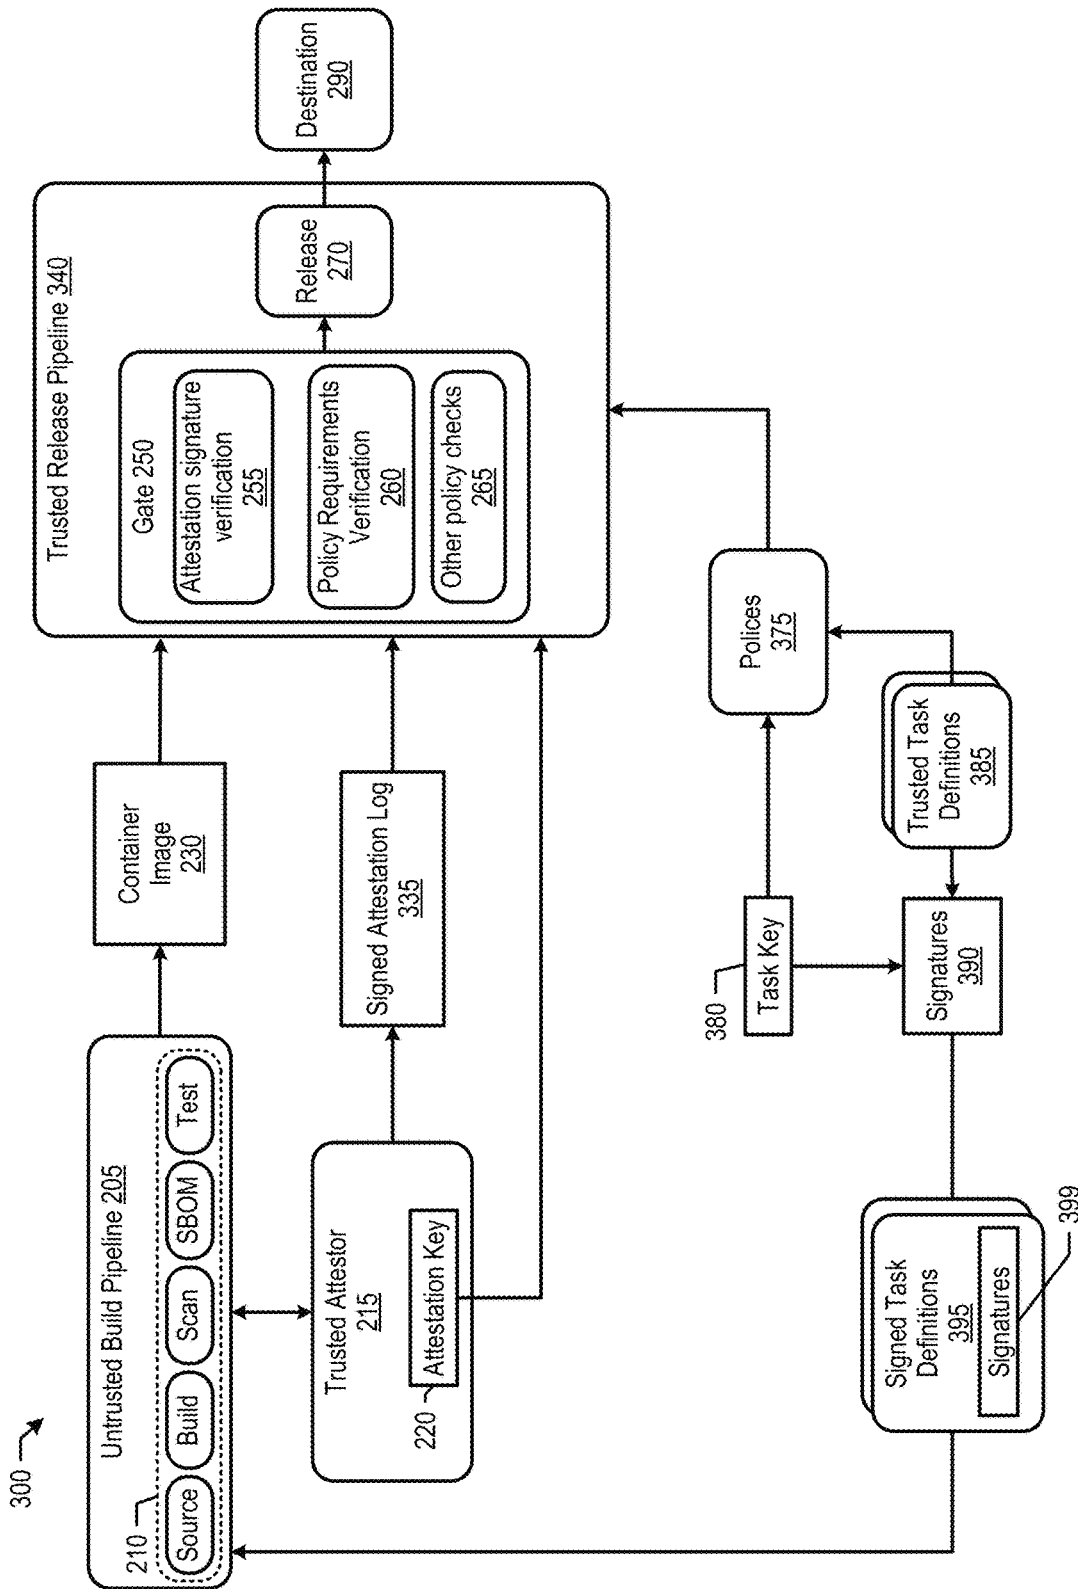 300
Untrusted Build Pipeline 205
210
Source
Build
Scan
SBOM
Test
Container
Image
230
Trusted Attestor
215
220
Attestation Key
Signed Attestation Log
335
Trusted Release Pipeline 340
Gate 250
Attestation signature
verification
255
Policy Requirements
Verification
260
Other policy checks
265
Release
270
Destination
290
380
Task Key
Polices
375
Trusted Task
Definitions
385
Signatures
390
Signed Task
Definitions
395
Signatures
399